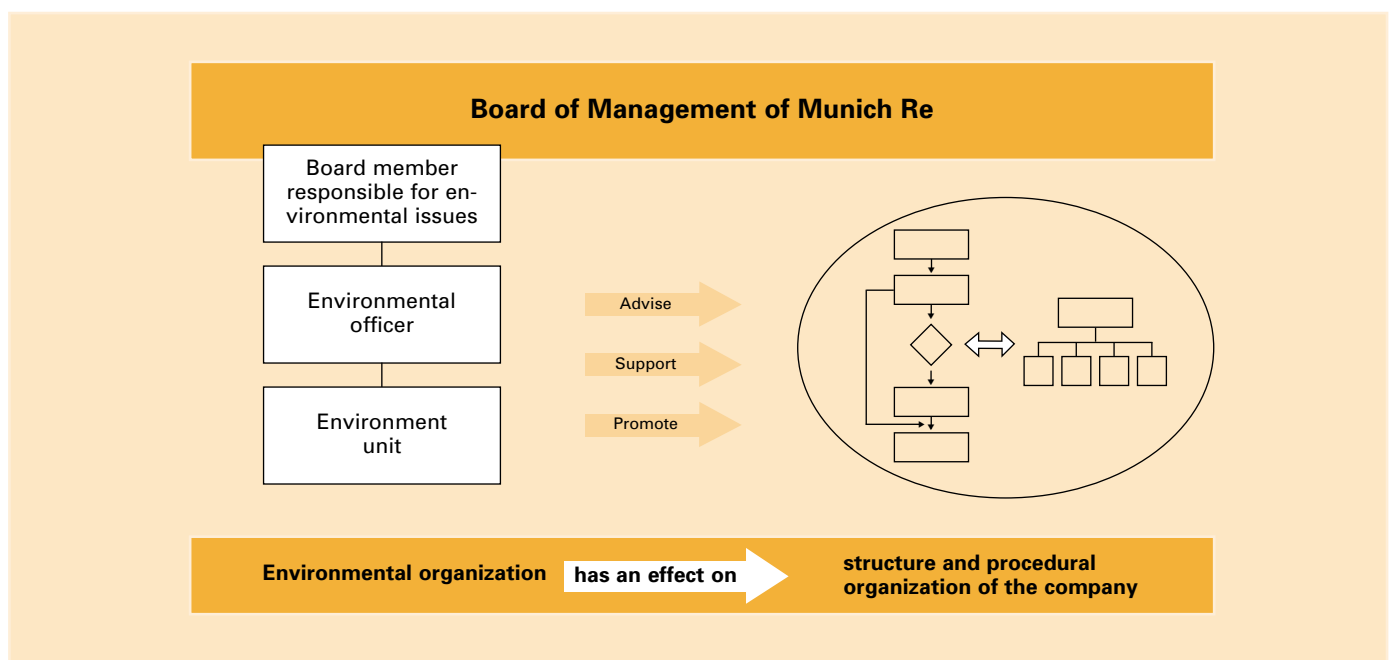 Board of Management of Munich Re
Board member
responsible for en-
vironmental issues
Environmental
officer
Environment
unit
Advise
Support
Promote
Environmental organization
has an effect on
structure and procedural
organization of the company